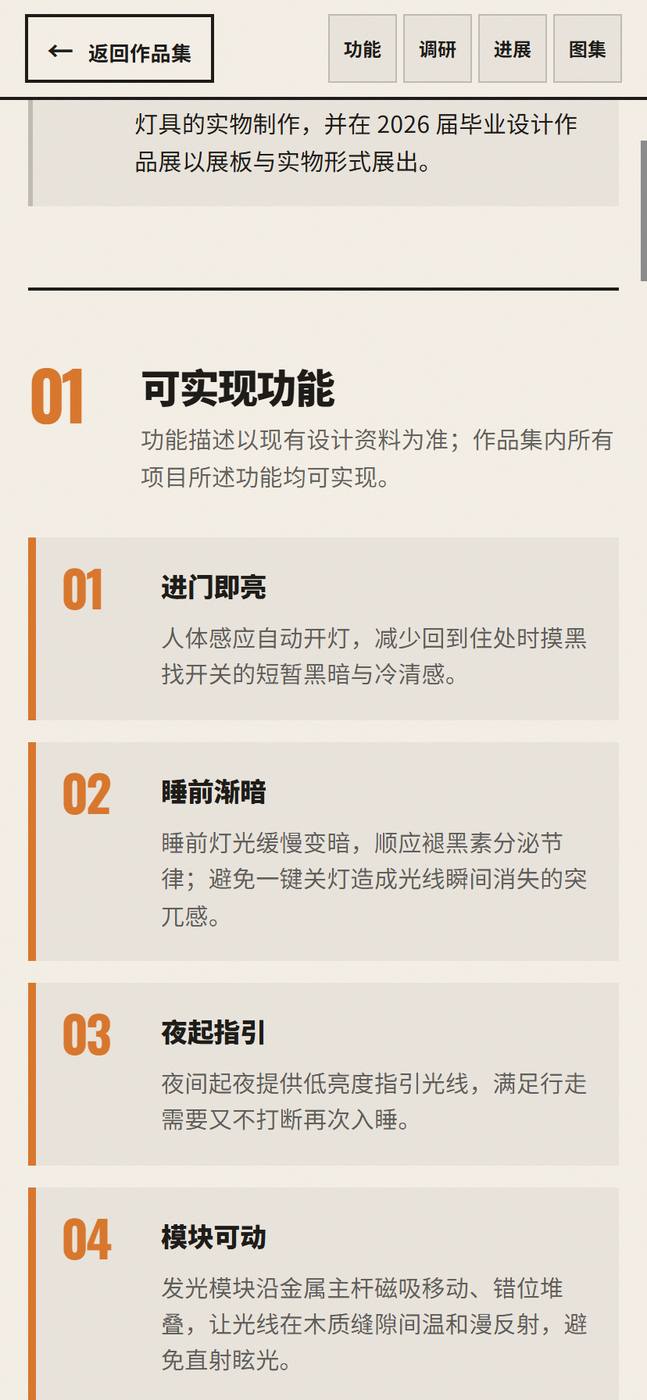 ← 返回作品集
功能
调研
进展
图集
灯具的实物制作，并在 2026 届毕业设计作
品展以展板与实物形式展出。
01
可实现功能
功能描述以现有设计资料为准；作品集内所有
项目所述功能均可实现。
01
进门即亮
人体感应自动开灯，减少回到住处时摸黑
找开关的短暂黑暗与冷清感。
02
睡前渐暗
睡前灯光缓慢变暗，顺应褪黑素分泌节
律；避免一键关灯造成光线瞬间消失的突
兀感。
03
夜起指引
夜间起夜提供低亮度指引光线，满足行走
需要又不打断再次入睡。
04
模块可动
发光模块沿金属主杆磁吸移动、错位堆
叠，让光线在木质缝隙间温和漫反射，避
免直射眩光。